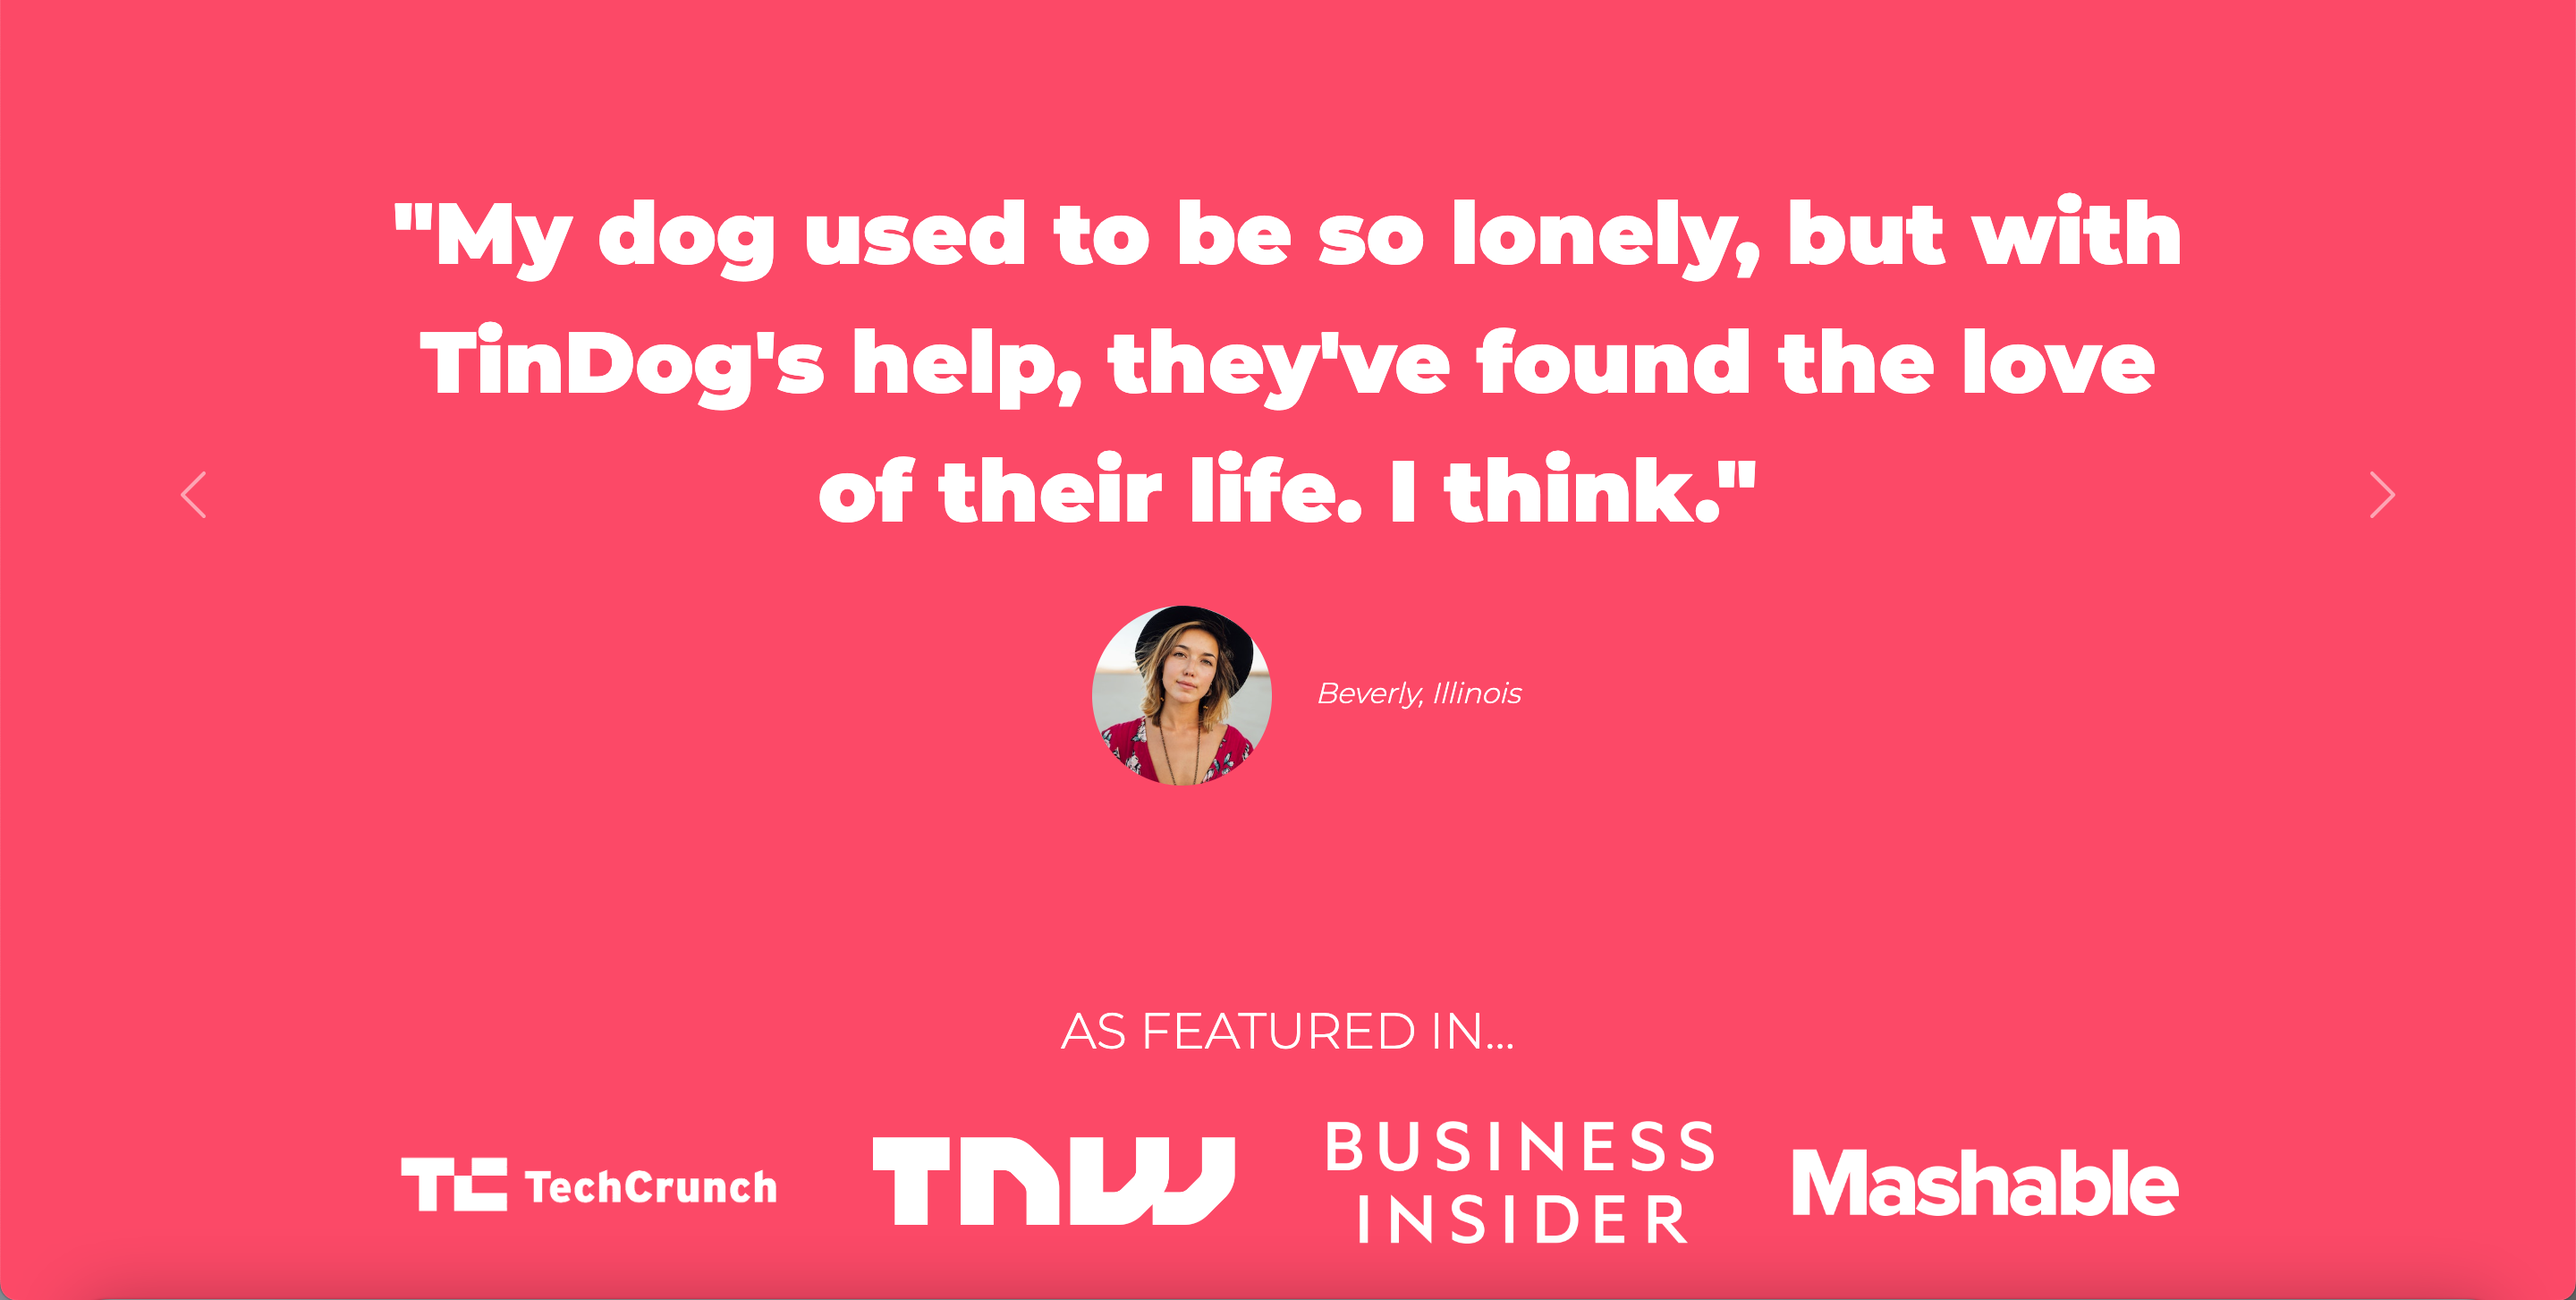 "My dog used to be so lonely, but with
TinDog's help, they've found the love
of their life. I think."
Beverly, Illinois
AS FEATURED IN...
TC TechCrunch
TNW
BUSINESS
INSIDER
Mashable